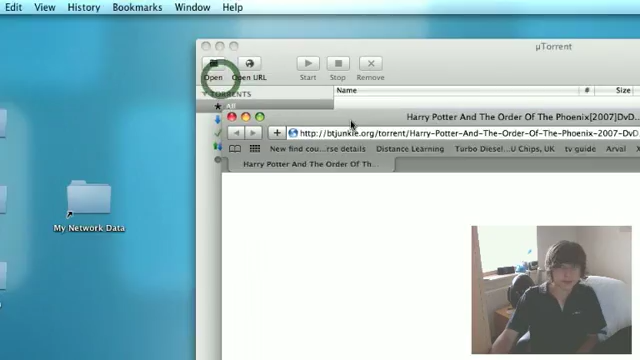 Edit View History Bookmarks Window Help
µTorrent
Open Open URL Start Stop Remove
Name # Size
TORRENTS
All
Harry Potter And The Order Of The Phoenix[2007]DvD...
http://btjunkie.org/torrent/Harry-Potter-And-The-Order-Of-The-Phoenix-2007-DvD
New find cou...rse details Distance Learning Turbo Diesel...O U Chips, UK tv guide Arval
Harry Potter And The Order Of Th...
My Network Data